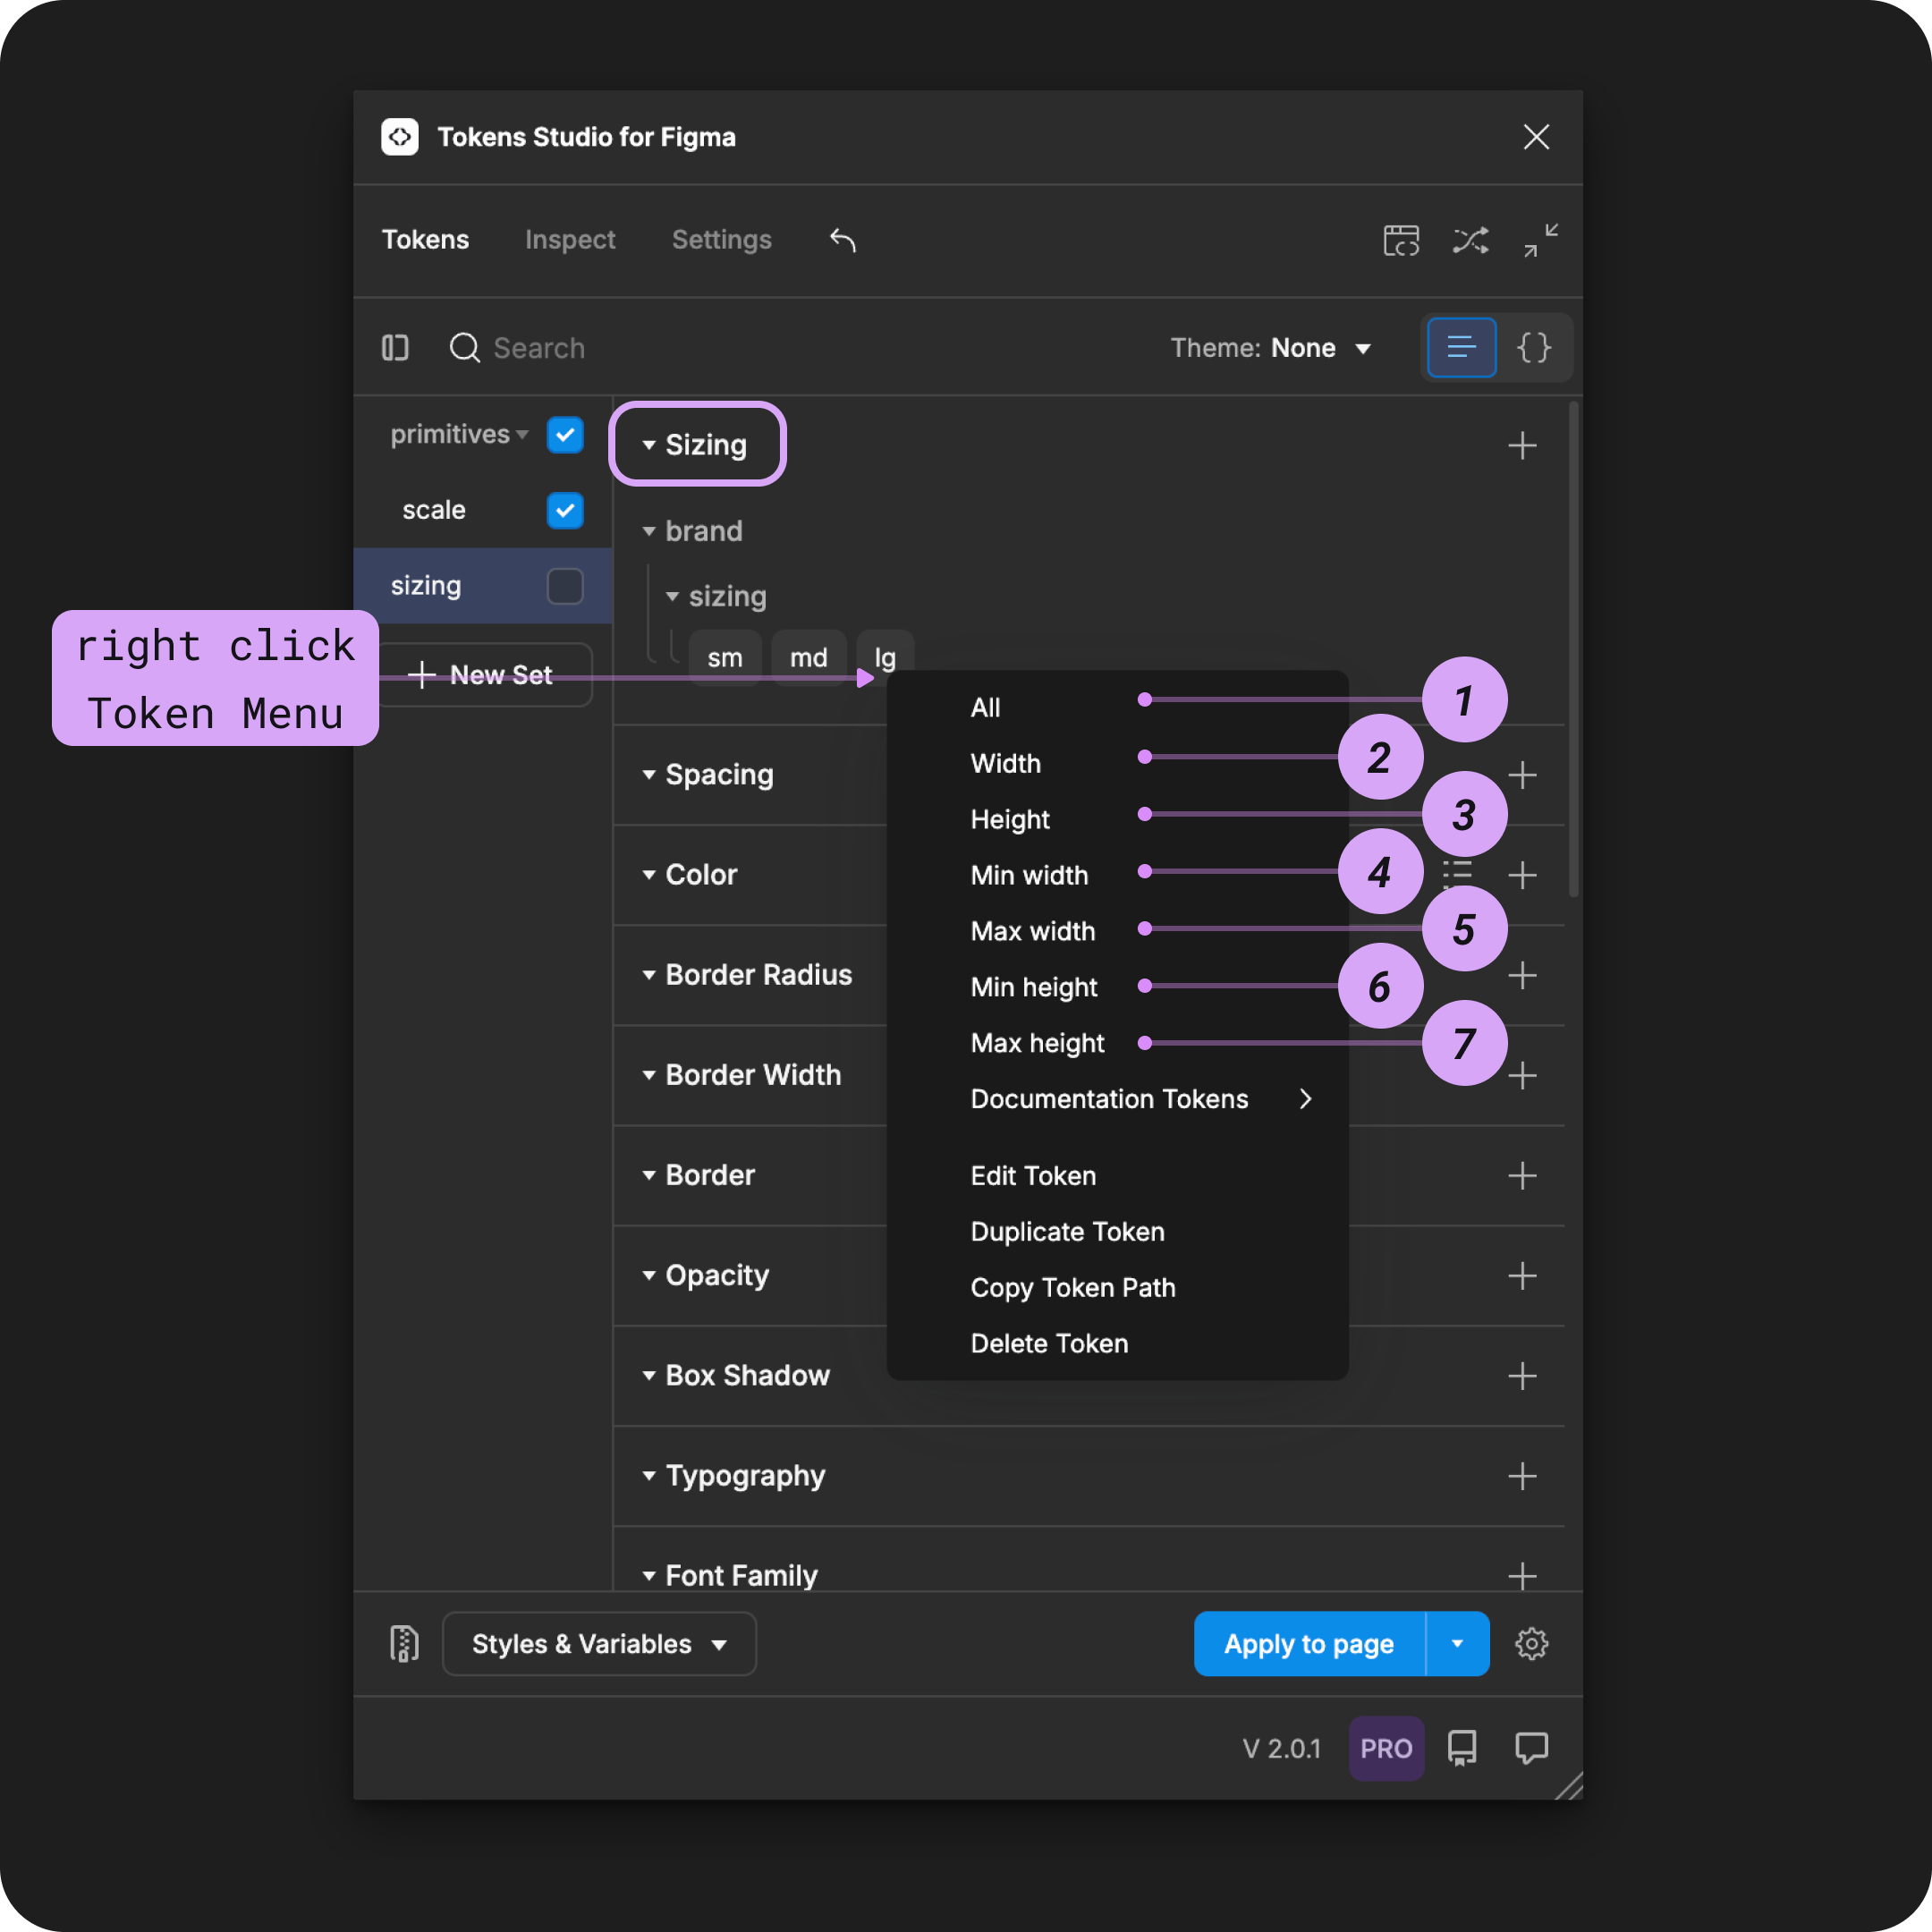 Tokens Studio for Figma
Tokens Inspect Settings
Search
Theme: None
{}
primitives
scale
sizing
New Set
right click
Token Menu
Sizing
brand
sizing
sm md lg
Spacing
Color
Border Radius
Border Width
Border
Opacity
Box Shadow
Typography
Font Family
All 1
Width 2
Height 3
Min width 4
Max width 5
Min height 6
Max height 7
Documentation Tokens
Edit Token
Duplicate Token
Copy Token Path
Delete Token
Styles & Variables
Apply to page
V 2.0.1
PRO